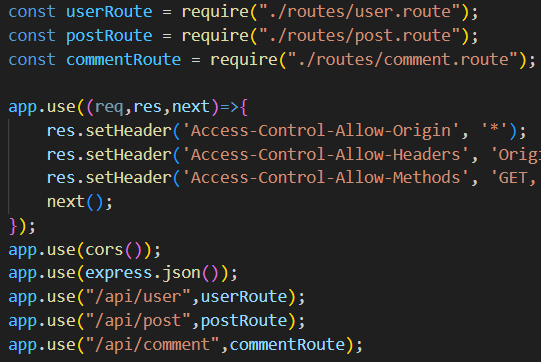 const userRoute = require("./routes/user.route");
const postRoute = require("./routes/post.route");
const commentRoute = require("./routes/comment.route");
app.use((req,res,next)=>{
res.setHeader('Access-Control-Allow-Origin', '*');
res.setHeader('Access-Control-Allow-Headers', 'Orig
res.setHeader('Access-Control-Allow-Methods', 'GET,
next();
});
app.use(cors());
app.use(express.json());
app.use("/api/user",userRoute);
app.use("/api/post",postRoute);
app.use("/api/comment",commentRoute);